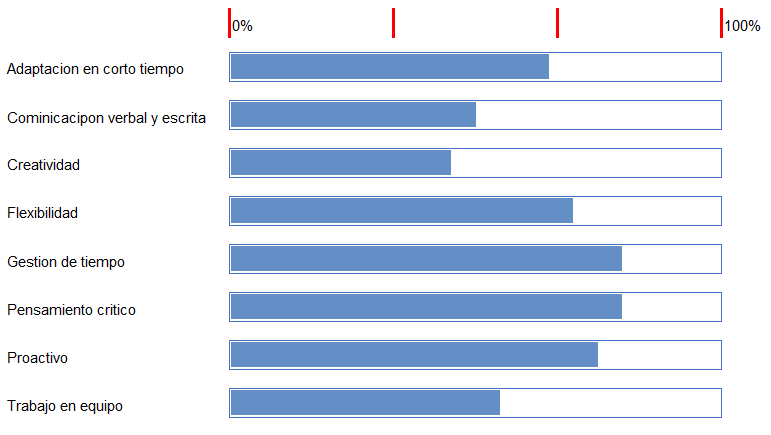 0% 100%
Adaptacion en corto tiempo
Cominicacipon verbal y escrita
Creatividad
Flexibilidad
Gestion de tiempo
Pensamiento critico
Proactivo
Trabajo en equipo